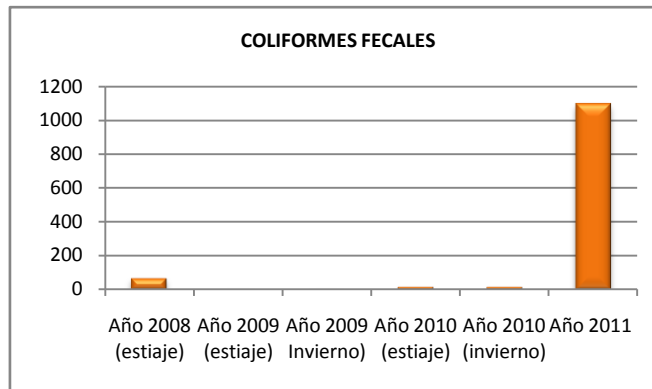 COLIFORMES FECALES
1200
1000
800
600
400
200
0
Año 2008 (estiaje)
Año 2009 (estiaje)
Año 2009 Invierno)
Año 2010 (estiaje)
Año 2010 (invierno)
Año 2011